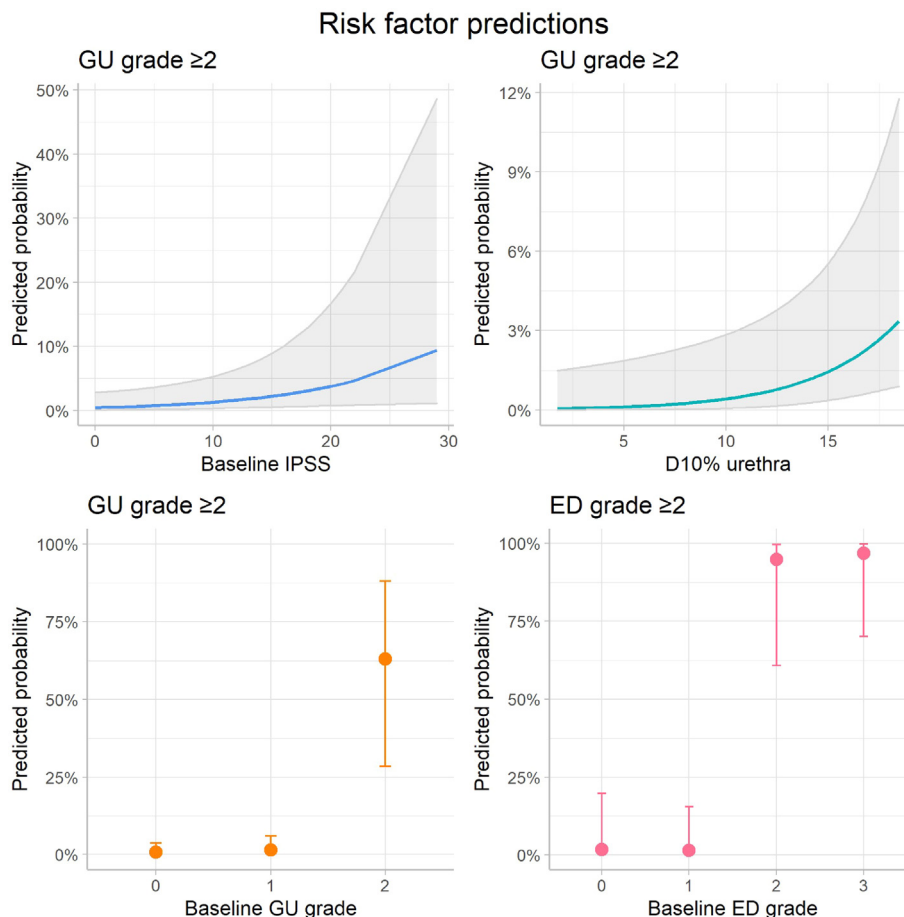 Risk factor predictions
GU grade ≥2
Predicted probability
50%
40%
30%
20%
10%
0%
0 10 20 30
Baseline IPSS
GU grade ≥2
Predicted probability
12%
9%
6%
3%
0%
5 10 15
D10% urethra
GU grade ≥2
Predicted probability
100%
75%
50%
25%
0%
0 1 2
Baseline GU grade
ED grade ≥2
Predicted probability
100%
75%
50%
25%
0%
0 1 2 3
Baseline ED grade